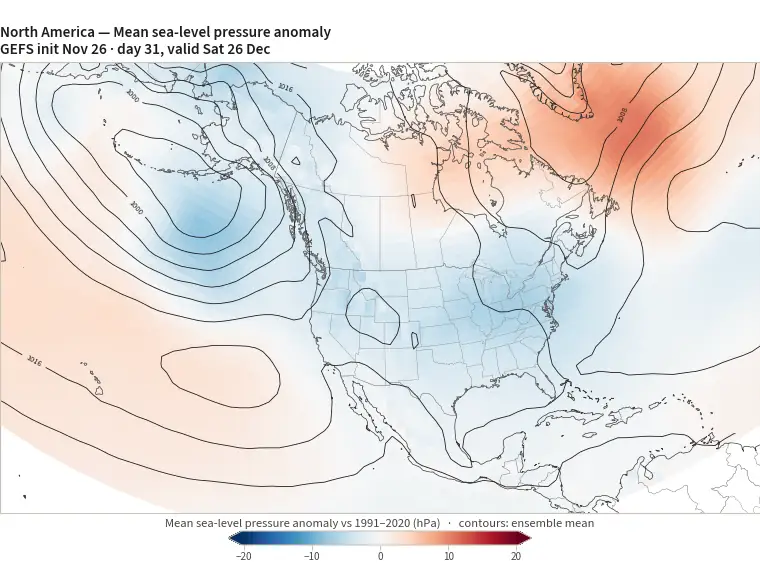 North America — Mean sea-level pressure anomaly
GEFS init Nov 26 · day 31, valid Sat 26 Dec
1016
1000
1008
1008
1000
1016
Mean sea-level pressure anomaly vs 1991–2020 (hPa) · contours: ensemble mean
−20 −10 0 10 20